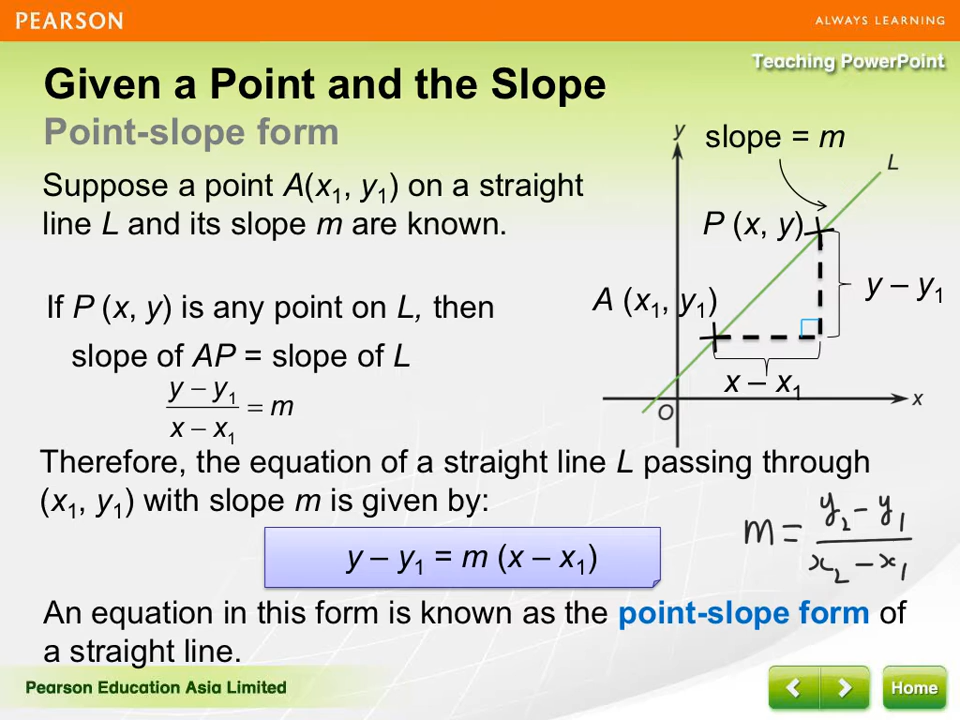 PEARSON
ALWAYS LEARNING
Teaching PowerPoint
Given a Point and the Slope
Point-slope form
Suppose a point A(x₁, y₁) on a straight
line L and its slope m are known.
If P (x, y) is any point on L, then
slope of AP = slope of L
y – y₁
x – x₁
= m
y
slope = m
L
P (x, y)
y – y₁
A (x₁, y₁)
x – x₁
O
x
Therefore, the equation of a straight line L passing through
(x₁, y₁) with slope m is given by:
y – y₁ = m (x – x₁)
m =
y₂ – y₁
x₂ – x₁
An equation in this form is known as the point-slope form of
a straight line.
Pearson Education Asia Limited
Home